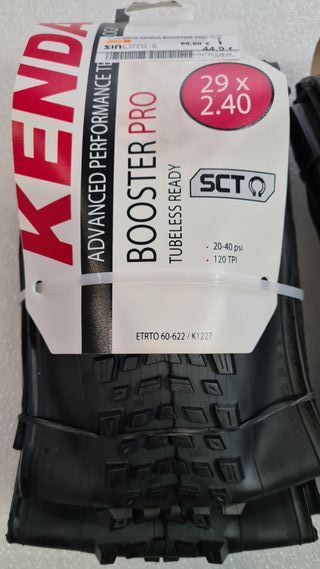 KENDA
ADVANCED PERFORMANCE
BOOSTER PRO
TUBELESS READY
29 x
2.40
SCT
• 20-40 psi
• 120 TPI
ETRTO 60-622 / K1227